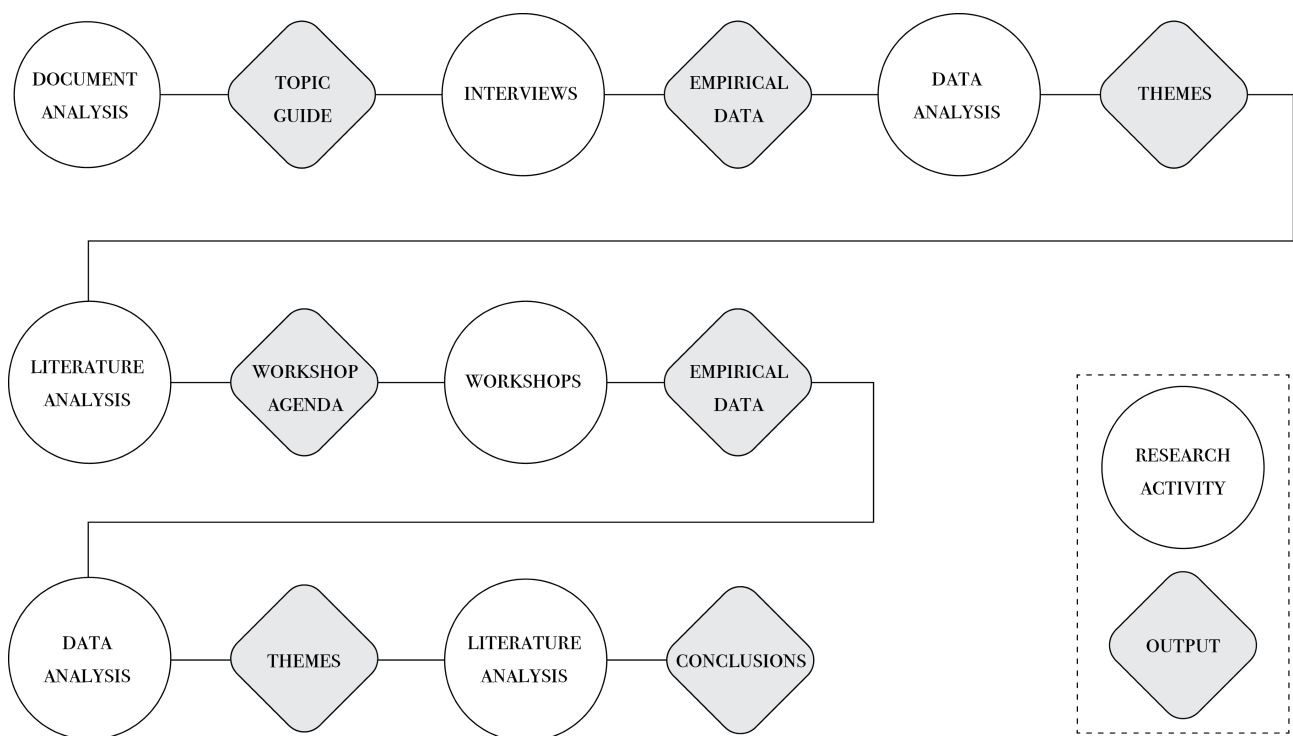 DOCUMENT
ANALYSIS
TOPIC
GUIDE
INTERVIEWS
EMPIRICAL
DATA
DATA
ANALYSIS
THEMES
LITERATURE
ANALYSIS
WORKSHOP
AGENDA
WORKSHOPS
EMPIRICAL
DATA
RESEARCH
ACTIVITY
DATA
ANALYSIS
THEMES
LITERATURE
ANALYSIS
CONCLUSIONS
OUTPUT